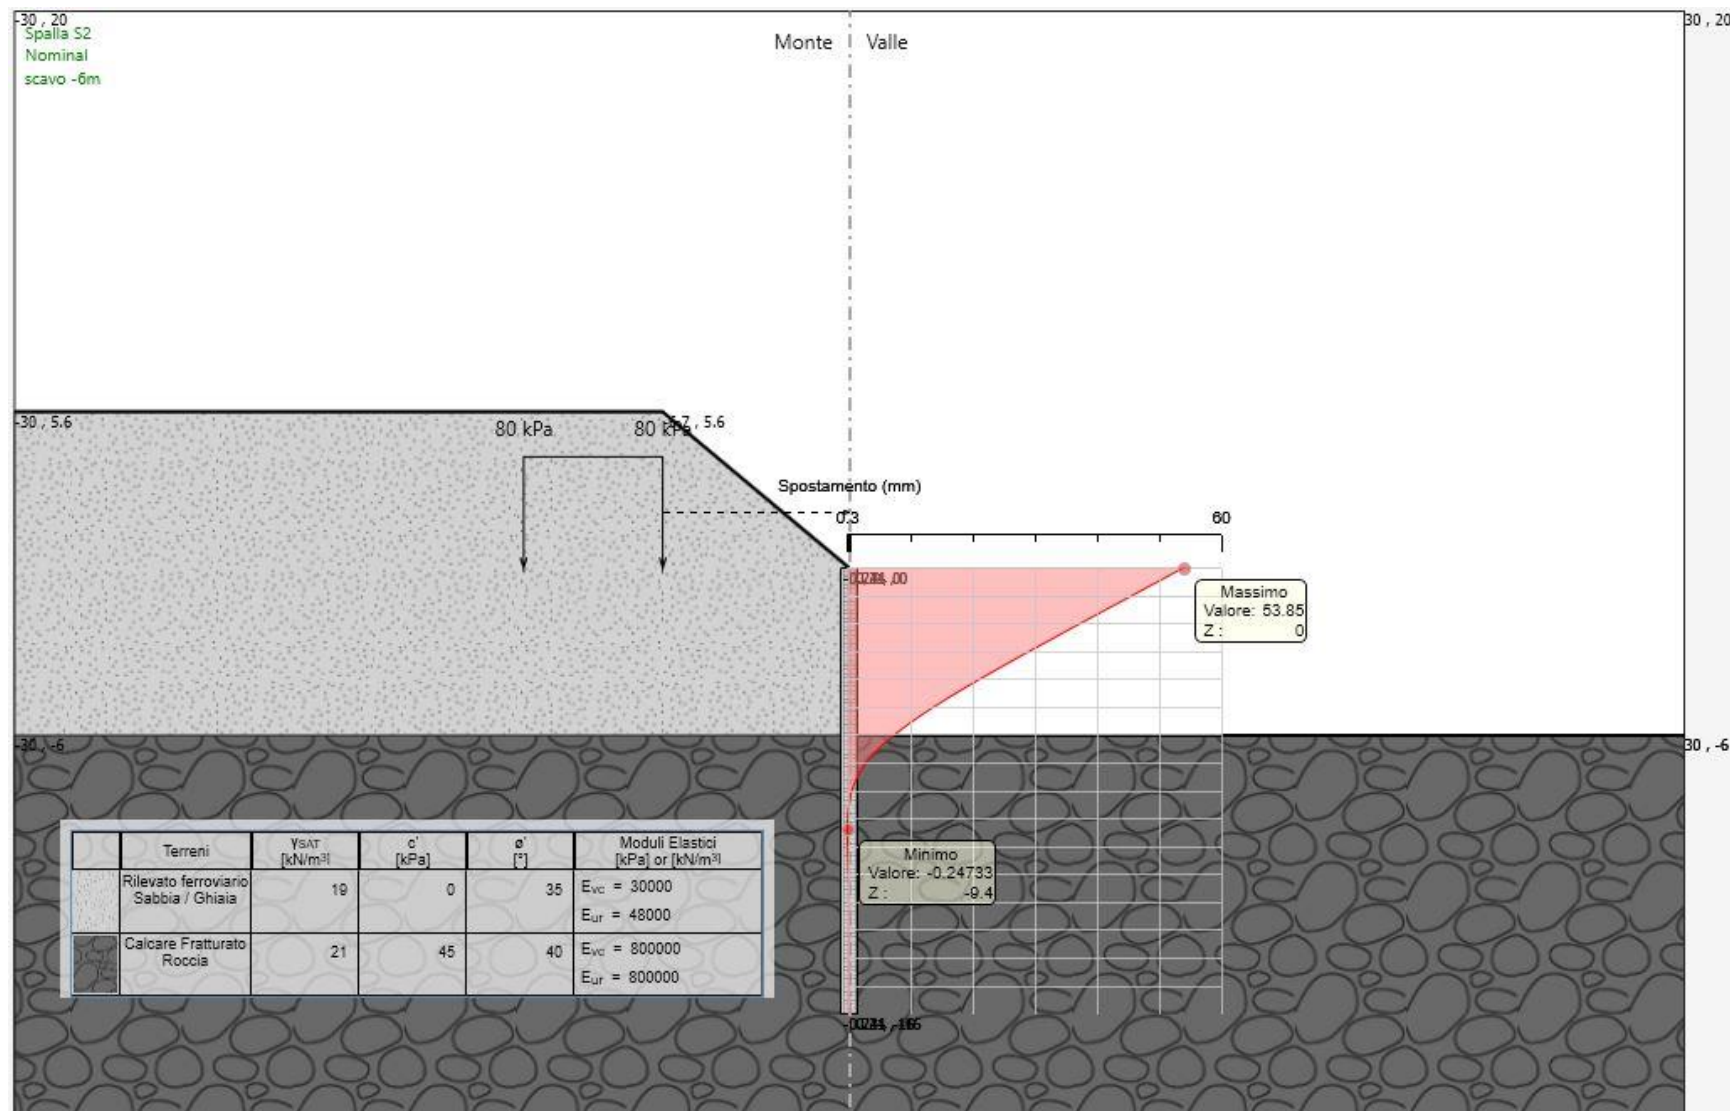 -30 , 20
30 , 20
Spalla S2
Nominal
scavo -6m
Monte
Valle
-30 , 5.6
, 5.6
80 kPa
80 kPa
Spostamento (mm)
0.3
60
Massimo
Valore: 53.85
Z : 0
-30 , -6
30 , -6
Terreni
γSAT [kN/m³]
c' [kPa]
ø' [°]
Moduli Elastici [kPa] or [kN/m³]
Rilevato ferroviario
Sabbia / Ghiaia
19
0
35
Evc = 30000
Eur = 48000
Calcare Fratturato
Roccia
21
45
40
Evc = 800000
Eur = 800000
Minimo
Valore: -0.24733
Z : -9.4